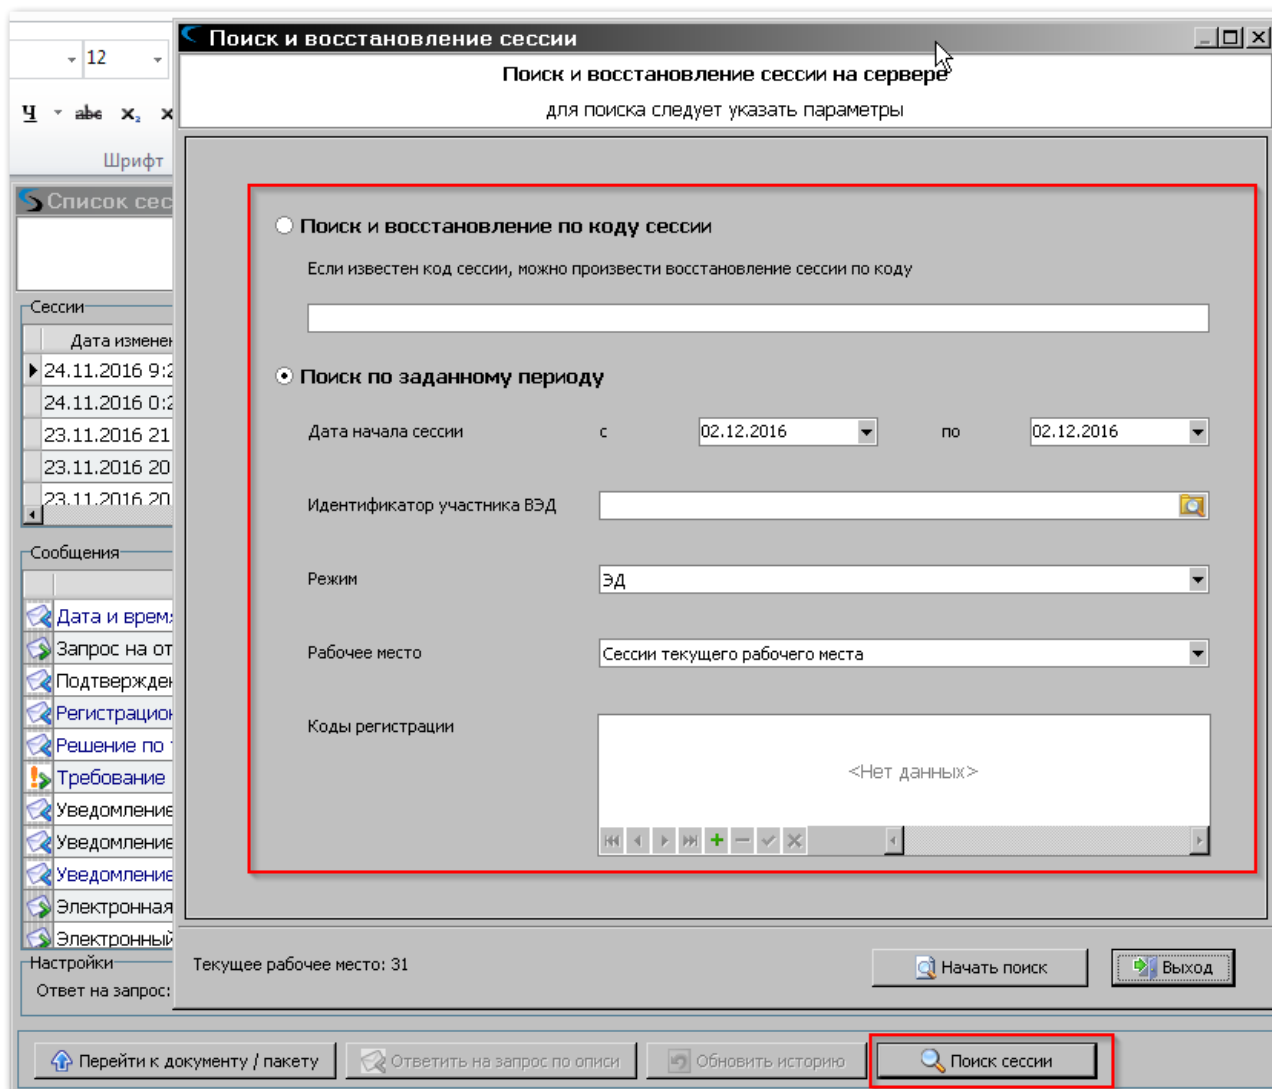 Поиск и восстановление сессии
12
Поиск и восстановление сессии на сервере
для поиска следует указать параметры
Ч abc x₂ x
Шрифт
Список сес
Поиск и восстановление по коду сессии
Если известен код сессии, можно произвести восстановление сессии по коду
Сессии
Дата изменен
24.11.2016 9:2
24.11.2016 0:2
23.11.2016 21
23.11.2016 20
23.11.2016 20
Поиск по заданному периоду
Дата начала сессии с 02.12.2016 по 02.12.2016
Идентификатор участника ВЭД
Режим ЭД
Рабочее место Сессии текущего рабочего места
Коды регистрации
<Нет данных>
Сообщения
Дата и врем
Запрос на от
Подтвержден
Регистрацион
Решение по
Требование
Уведомление
Уведомление
Уведомление
Электронная
Электронный
Настройки
Ответ на запрос:
Текущее рабочее место: 31
Начать поиск
Выход
Перейти к документу / пакету
Ответить на запрос по описи
Обновить историю
Поиск сессии